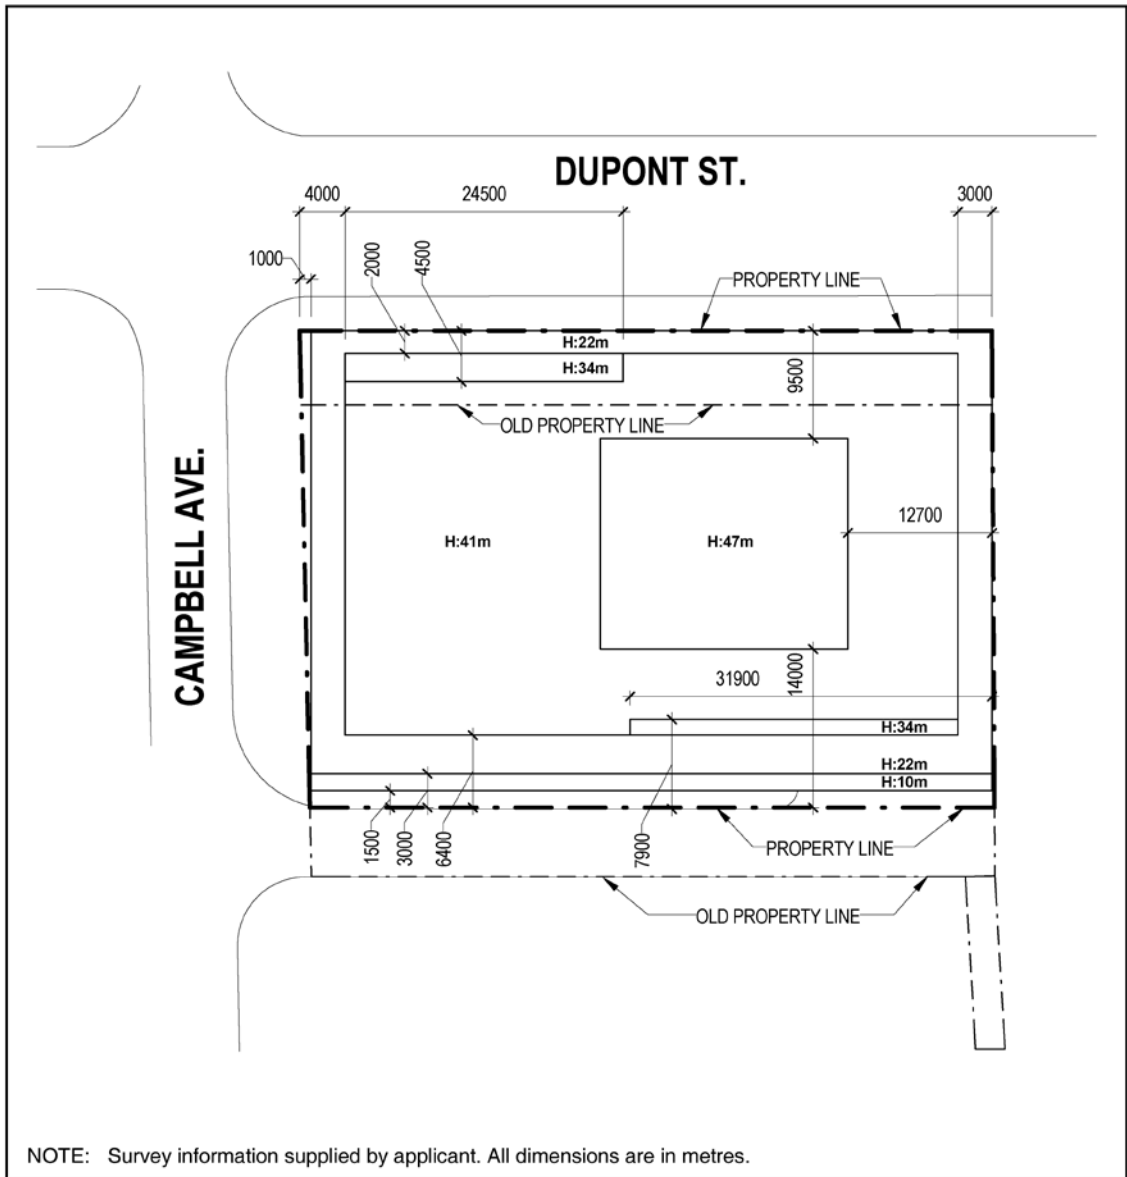 DUPONT ST.
4000
24500
3000
1000
2000
4500
PROPERTY LINE
H:22m
H:34m
9500
OLD PROPERTY LINE
CAMPBELL AVE.
12700
H:41m
H:47m
31900
14000
H:34m
H:22m
H:10m
1500
3000
6400
7900
PROPERTY LINE
OLD PROPERTY LINE
NOTE: Survey information supplied by applicant. All dimensions are in metres.